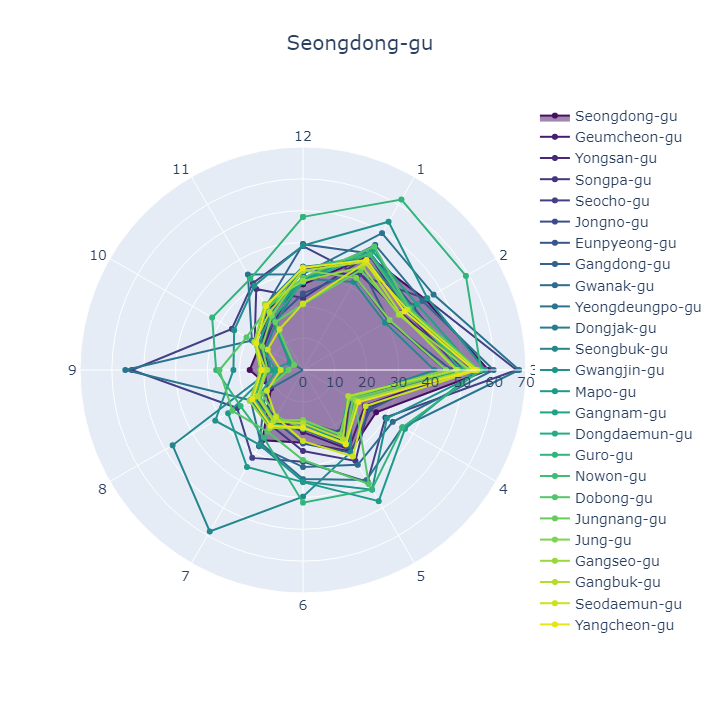 Seongdong-gu
12
1
2
3
4
5
6
7
8
9
10
11
0 10 20 30 40 50 60 70
Seongdong-gu
Geumcheon-gu
Yongsan-gu
Songpa-gu
Seocho-gu
Jongno-gu
Eunpyeong-gu
Gangdong-gu
Gwanak-gu
Yeongdeungpo-gu
Dongjak-gu
Seongbuk-gu
Gwangjin-gu
Mapo-gu
Gangnam-gu
Dongdaemun-gu
Guro-gu
Nowon-gu
Dobong-gu
Jungnang-gu
Jung-gu
Gangseo-gu
Gangbuk-gu
Seodaemun-gu
Yangcheon-gu